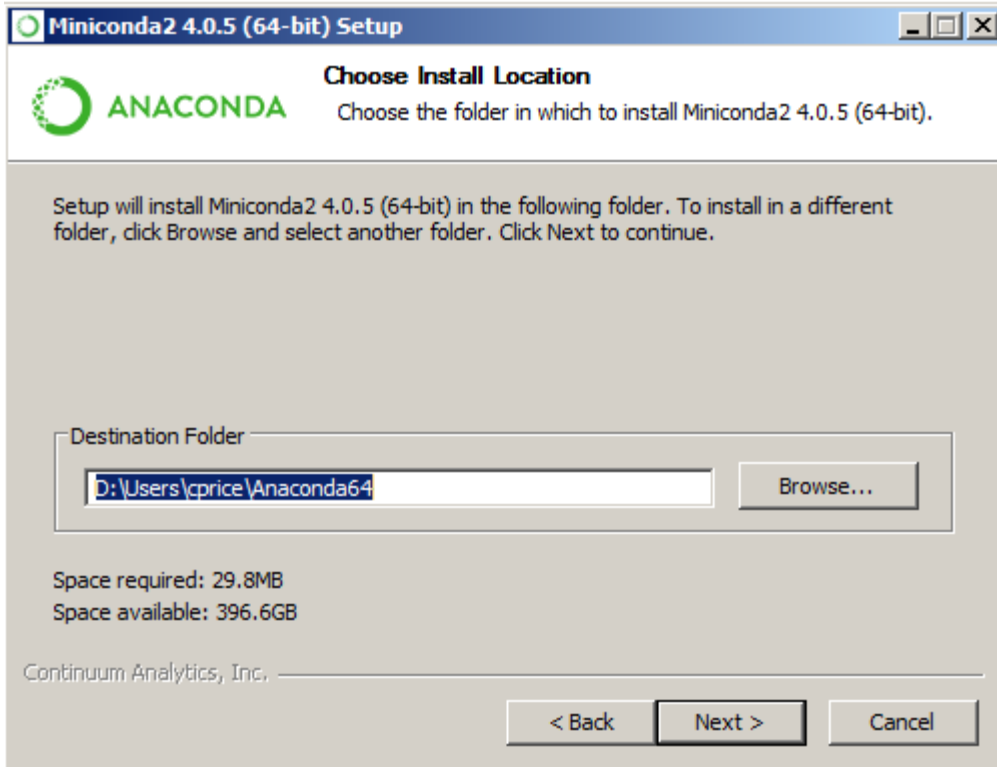 Miniconda2 4.0.5 (64-bit) Setup
ANACONDA
Choose Install Location
Choose the folder in which to install Miniconda2 4.0.5 (64-bit).
Setup will install Miniconda2 4.0.5 (64-bit) in the following folder. To install in a different
folder, click Browse and select another folder. Click Next to continue.
Destination Folder
D:\Users\cprice\Anaconda64
Browse...
Space required: 29.8MB
Space available: 396.6GB
Continuum Analytics, Inc.
< Back
Next >
Cancel